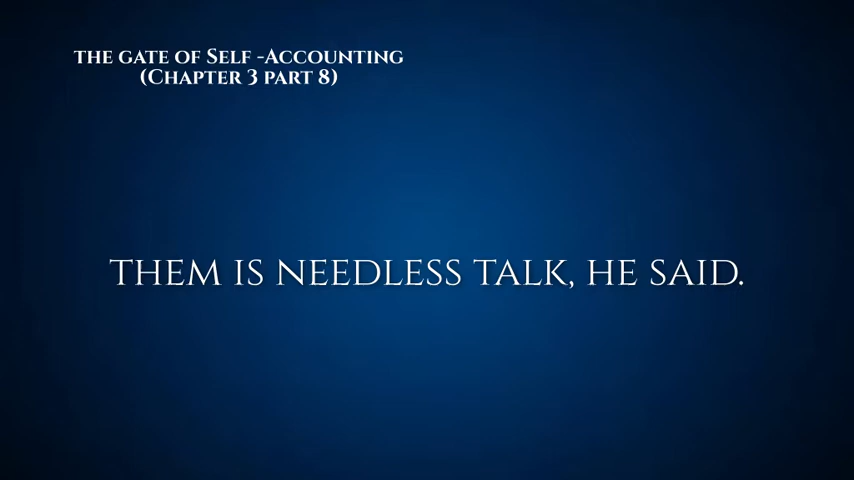 THE GATE OF SELF -ACCOUNTING
(CHAPTER 3 PART 8)
THEM IS NEEDLESS TALK, HE SAID.